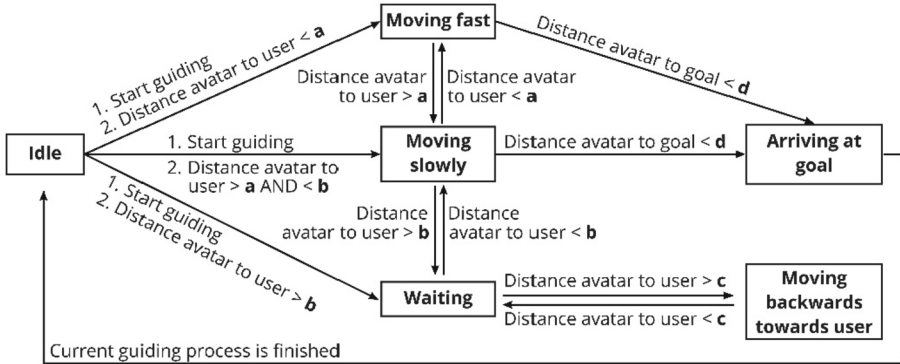 Moving fast
1. Start guiding
2. Distance avatar to user < a
Distance avatar
to user > a
Distance avatar
to user < a
Distance avatar to goal < d
Idle
1. Start guiding
2. Distance avatar to
user > a AND < b
Moving
slowly
Distance avatar to goal < d
Arriving at
goal
1. Start guiding
2. Distance avatar to user > b
Distance
avatar to user > b
Distance
avatar to user < b
Waiting
Distance avatar to user > c
Distance avatar to user < c
Moving
backwards
towards user
Current guiding process is finished